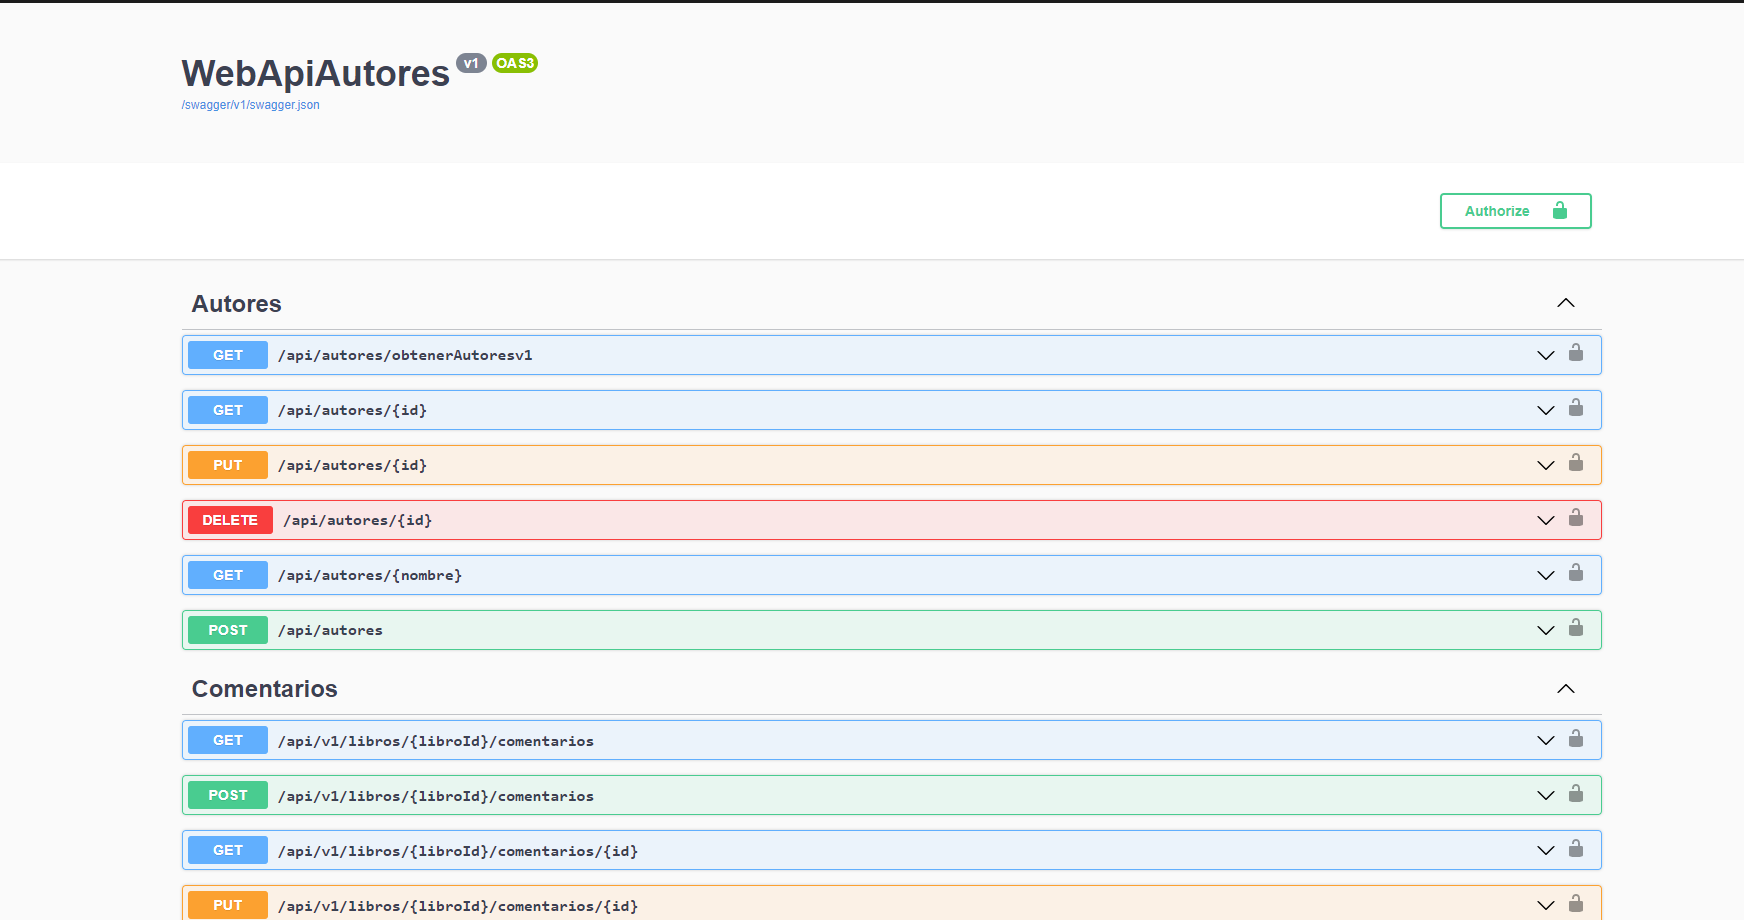 WebApiAutores v1 OAS3
/swagger/v1/swagger.json
Authorize
Autores
GET /api/autores/obtenerAutoresv1
GET /api/autores/{id}
PUT /api/autores/{id}
DELETE /api/autores/{id}
GET /api/autores/{nombre}
POST /api/autores
Comentarios
GET /api/v1/libros/{libroId}/comentarios
POST /api/v1/libros/{libroId}/comentarios
GET /api/v1/libros/{libroId}/comentarios/{id}
PUT /api/v1/libros/{libroId}/comentarios/{id}